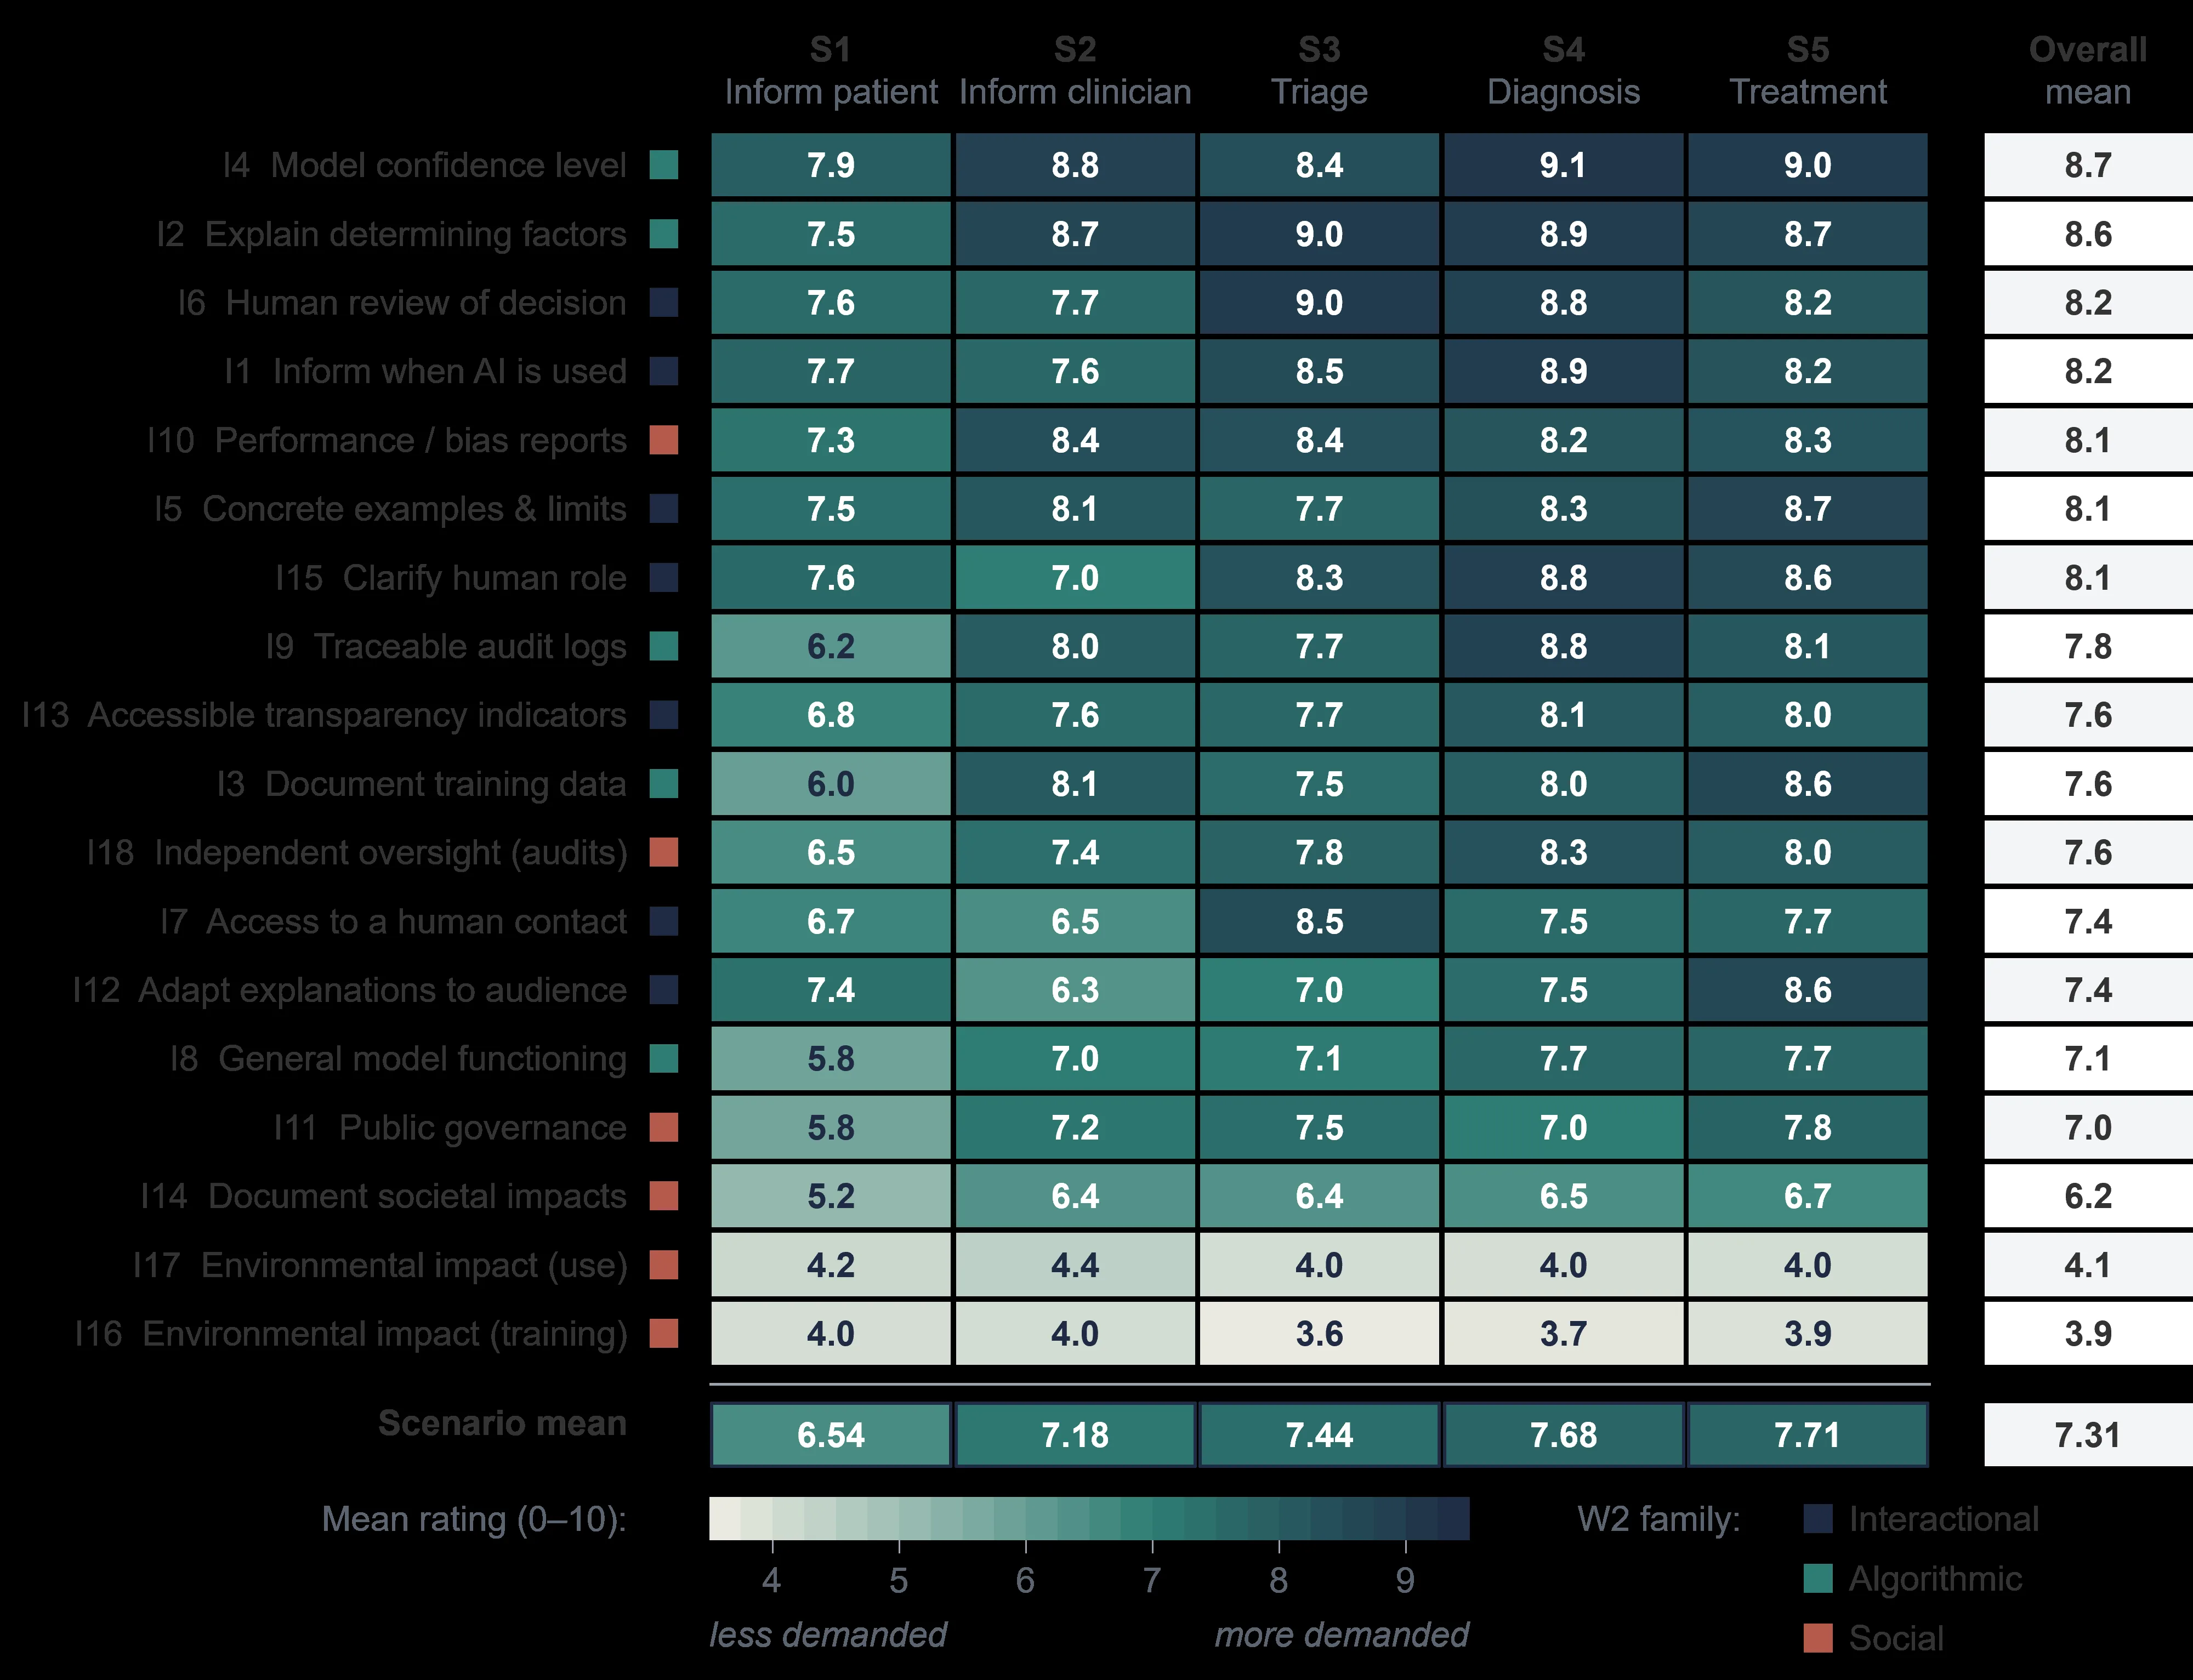 S1 S2 S3 S4 S5 Overall
Inform patient Inform clinician Triage Diagnosis Treatment mean
I4 Model confidence level 7.9 8.8 8.4 9.1 9.0 8.7
I2 Explain determining factors 7.5 8.7 9.0 8.9 8.7 8.6
I6 Human review of decision 7.6 7.7 9.0 8.8 8.2 8.2
I1 Inform when AI is used 7.7 7.6 8.5 8.9 8.2 8.2
I10 Performance / bias reports 7.3 8.4 8.4 8.2 8.3 8.1
I5 Concrete examples & limits 7.5 8.1 7.7 8.3 8.7 8.1
I15 Clarify human role 7.6 7.0 8.3 8.8 8.6 8.1
I9 Traceable audit logs 6.2 8.0 7.7 8.8 8.1 7.8
I13 Accessible transparency indicators 6.8 7.6 7.7 8.1 8.0 7.6
I3 Document training data 6.0 8.1 7.5 8.0 8.6 7.6
I18 Independent oversight (audits) 6.5 7.4 7.8 8.3 8.0 7.6
I7 Access to a human contact 6.7 6.5 8.5 7.5 7.7 7.4
I12 Adapt explanations to audience 7.4 6.3 7.0 7.5 8.6 7.4
I8 General model functioning 5.8 7.0 7.1 7.7 7.7 7.1
I11 Public governance 5.8 7.2 7.5 7.0 7.8 7.0
I14 Document societal impacts 5.2 6.4 6.4 6.5 6.7 6.2
I17 Environmental impact (use) 4.2 4.4 4.0 4.0 4.0 4.1
I16 Environmental impact (training) 4.0 4.0 3.6 3.7 3.9 3.9
Scenario mean 6.54 7.18 7.44 7.68 7.71 7.31
Mean rating (0–10): W2 family: Interactional
4 5 6 7 8 9 Algorithmic
less demanded more demanded Social